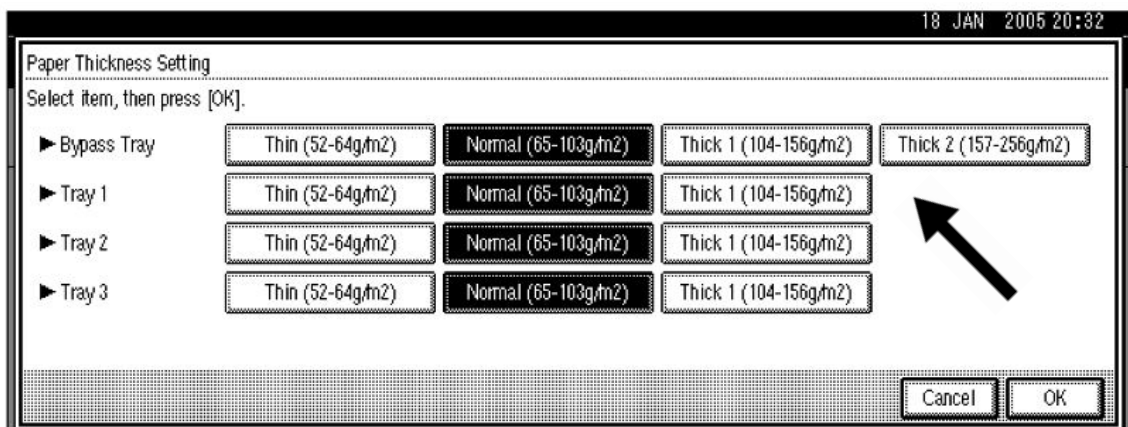 18 JAN 2005 20:32
Paper Thickness Setting
Select item, then press [OK].
►Bypass Tray Thin (52-64g/m2) Normal (65-103g/m2) Thick 1 (104-156g/m2) Thick 2 (157-256g/m2)
►Tray 1 Thin (52-64g/m2) Normal (65-103g/m2) Thick 1 (104-156g/m2)
►Tray 2 Thin (52-64g/m2) Normal (65-103g/m2) Thick 1 (104-156g/m2)
►Tray 3 Thin (52-64g/m2) Normal (65-103g/m2) Thick 1 (104-156g/m2)
Cancel OK